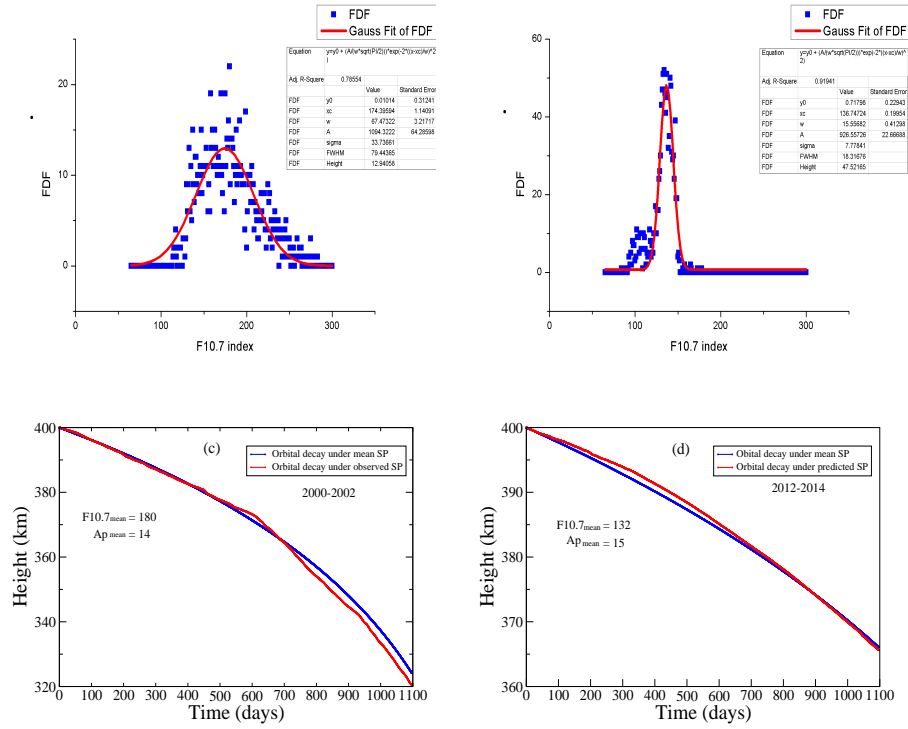 FDF
Gauss Fit of FDF
Equation y=y0 + (A/(w*sqrt(PI/2)))*exp(-2*((x-xc)/w)^2
)
Adj. R-Square 0.78554
Value Standard Error
FDF y0 0.01014 0.31241
FDF xc 174.39594 1.14091
FDF w 67.47322 3.21717
FDF A 1094.3222 64.28598
FDF sigma 33.73661
FDF FWHM 79.44365
FDF Height 12.94056
20
10
0
FDF
0 100 200 300
F10.7 index
FDF
Gauss Fit of FDF
Equation y=y0 + (A/(w*sqrt(PI/2)))*exp(-2*((x-xc)/w)^
2)
Adj. R-Square 0.91941
Value Standard Error
FDF y0 0.71796 0.22943
FDF xc 136.74724 0.19954
FDF w 15.55682 0.41298
FDF A 926.55726 22.66688
FDF sigma 7.77841
FDF FWHM 18.31676
FDF Height 47.52165
60
40
20
0
FDF
0 100 200 300
F10.7 index
(c)
Orbital decay under mean SP
Orbital decay under observed SP
2000-2002
F10.7mean = 180
Ap mean = 14
400
380
360
340
320
Height (km)
0 100 200 300 400 500 600 700 800 900 1000 1100
Time (days)
(d)
Obital decay under mean SP
Orbital decay under predicted SP
2012-2014
F10.7mean = 132
Ap mean = 15
400
390
380
370
360
Height (km)
0 100 200 300 400 500 600 700 800 900 1000 1100
Time (days)